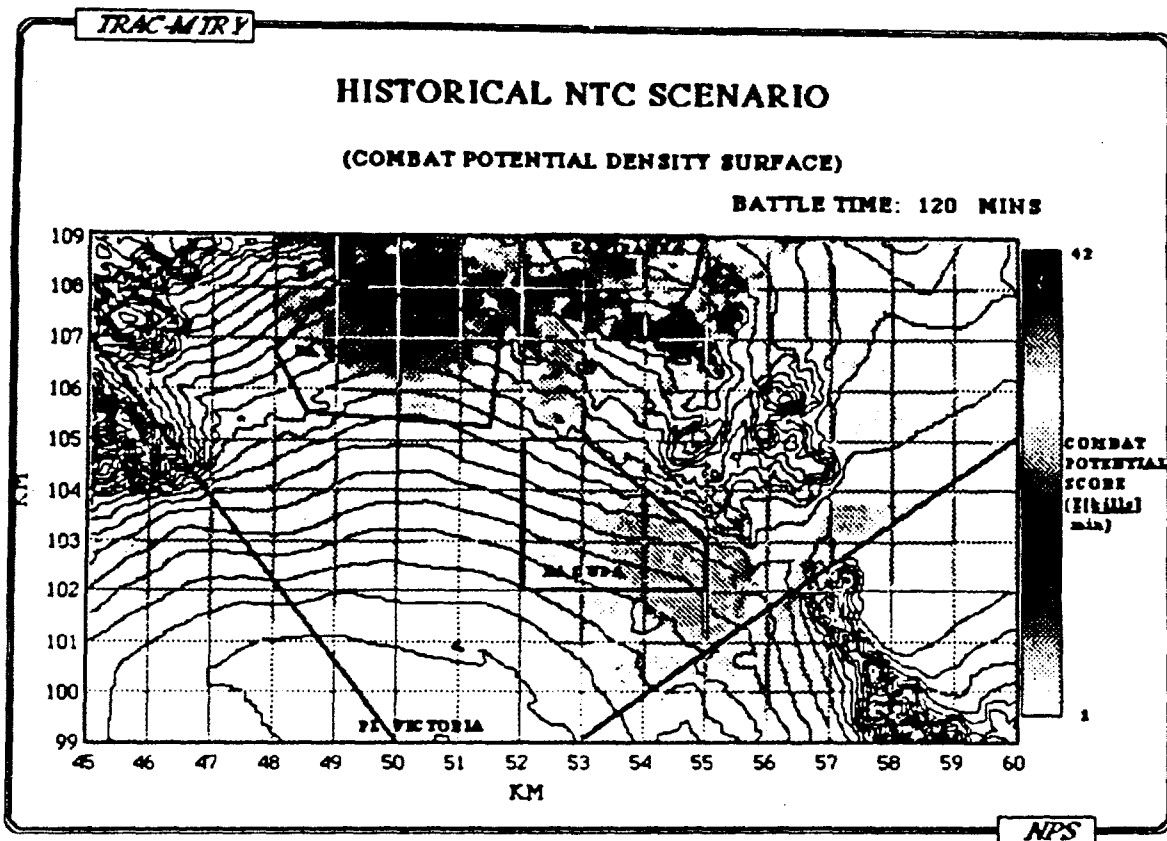 TRAC-MTRY
HISTORICAL NTC SCENARIO
(COMBAT POTENTIAL DENSITY SURFACE)
BATTLE TIME: 120 MINS
109
108
107
106
105
104
103
102
101
100
99
KM
45 46 47 48 49 50 51 52 53 54 55 56 57 58 59 60
KM
PL VICTORIA
42
COMBAT
POTENTIAL
SCORE
(E[kills]
min)
1
NPS